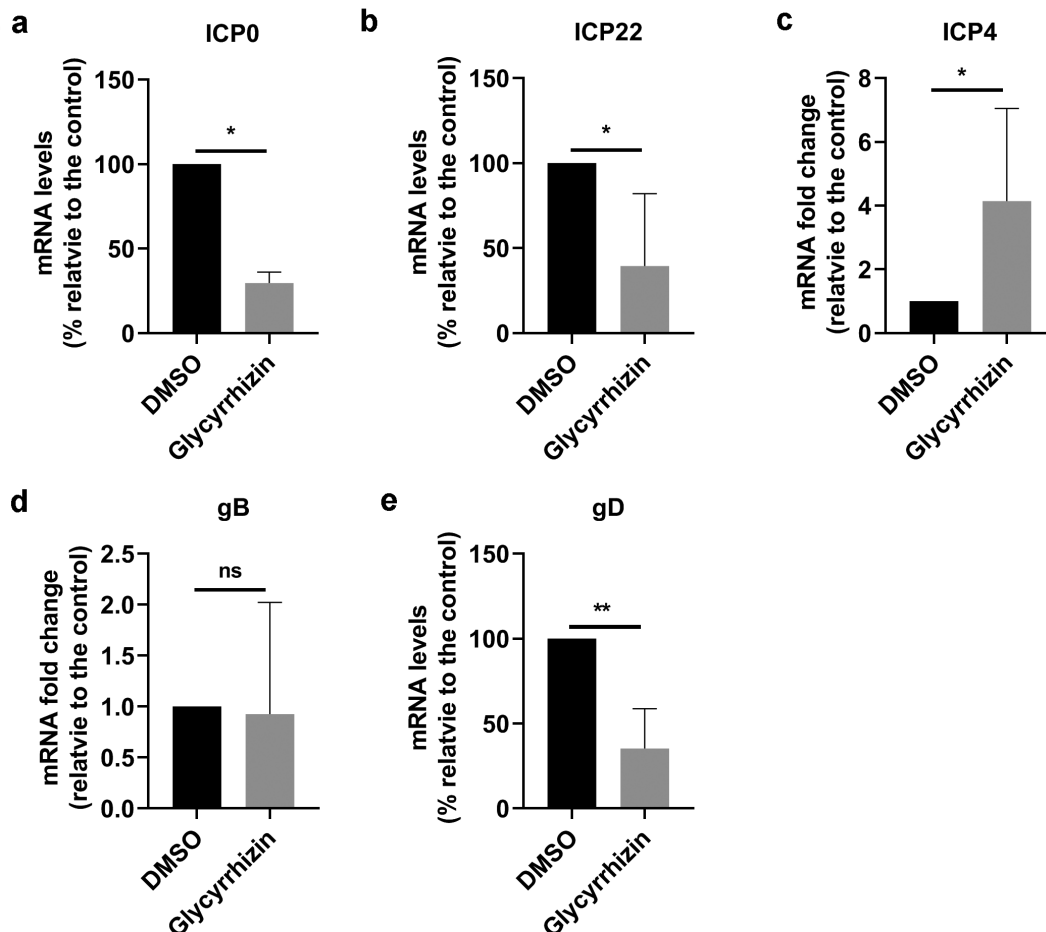 a
ICP0
mRNA levels
(% relatvie to the control)
150
100
50
0
*
DMSO
Glycyrrhizin
b
ICP22
mRNA levels
(% relatvie to the control)
150
100
50
0
*
DMSO
Glycyrrhizin
c
ICP4
mRNA fold change
(relatvie to the control)
8
6
4
2
0
*
DMSO
Glycyrrhizin
d
gB
mRNA fold change
(relatvie to the control)
2.5
2.0
1.5
1.0
0.5
0.0
ns
DMSO
Glycyrrhizin
e
gD
mRNA levels
(% relatvie to the control)
150
100
50
0
**
DMSO
Glycyrrhizin